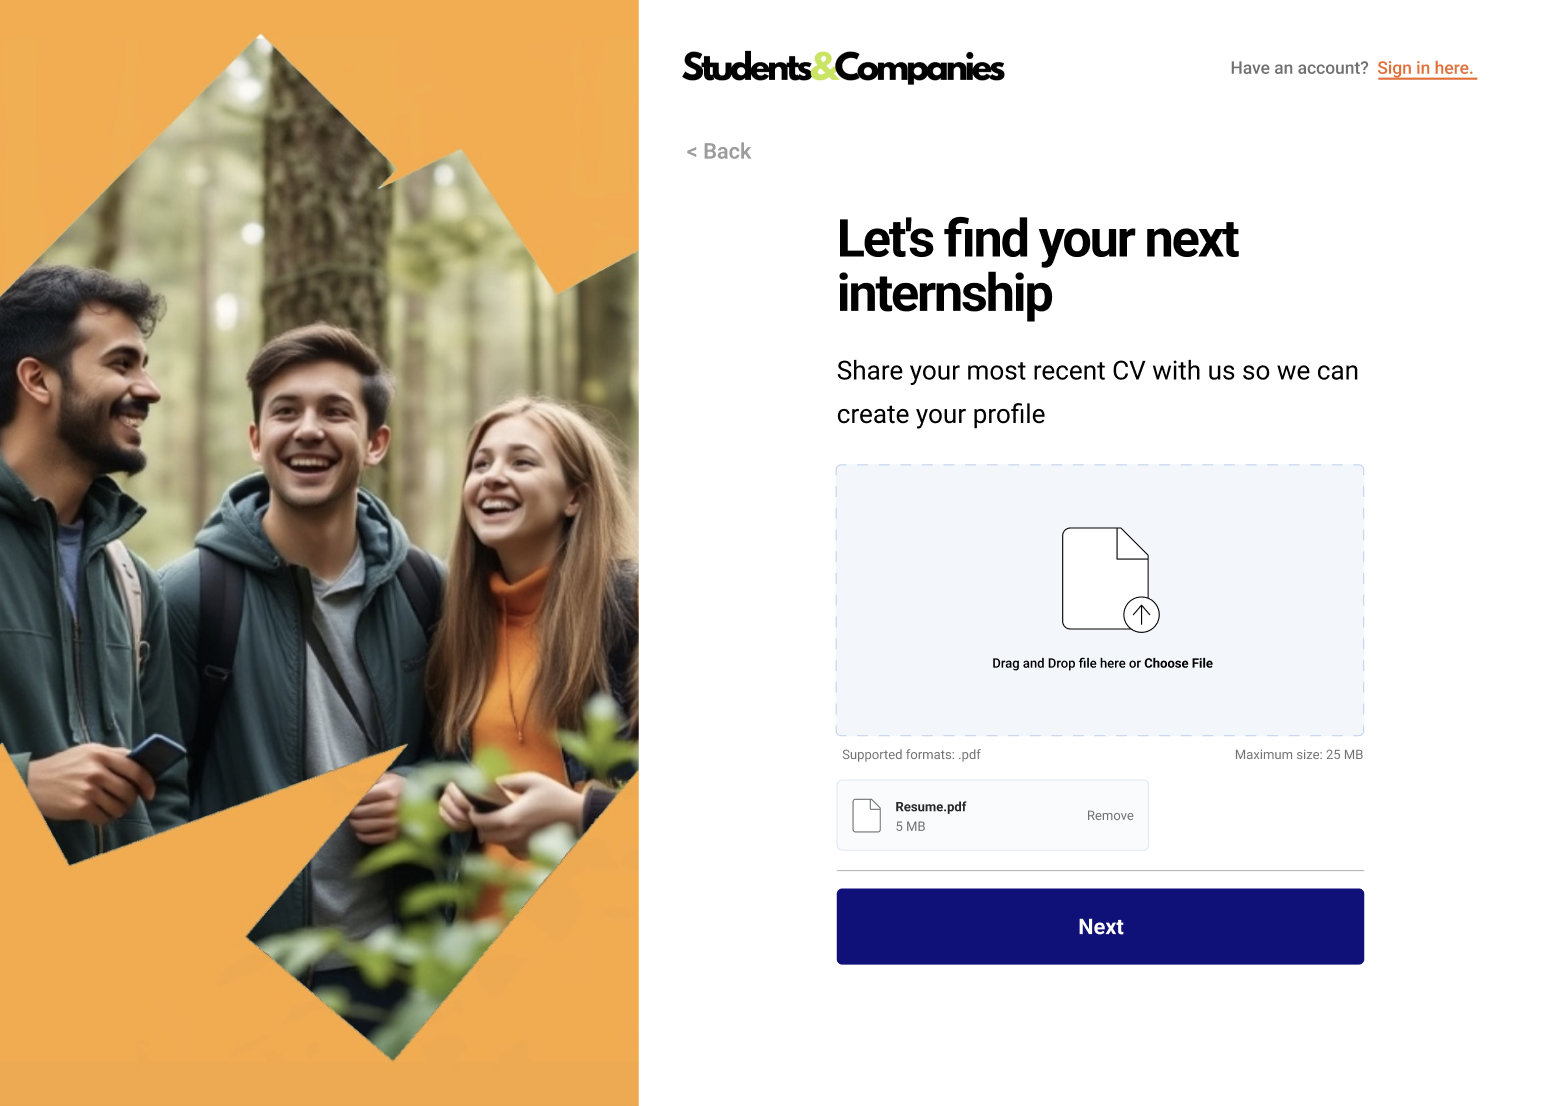 Students&Companies
Have an account? Sign in here.
< Back
Let's find your next
internship
Share your most recent CV with us so we can
create your profile
Drag and Drop file here or Choose File
Supported formats: .pdf
Maximum size: 25 MB
Resume.pdf
5 MB
Remove
Next